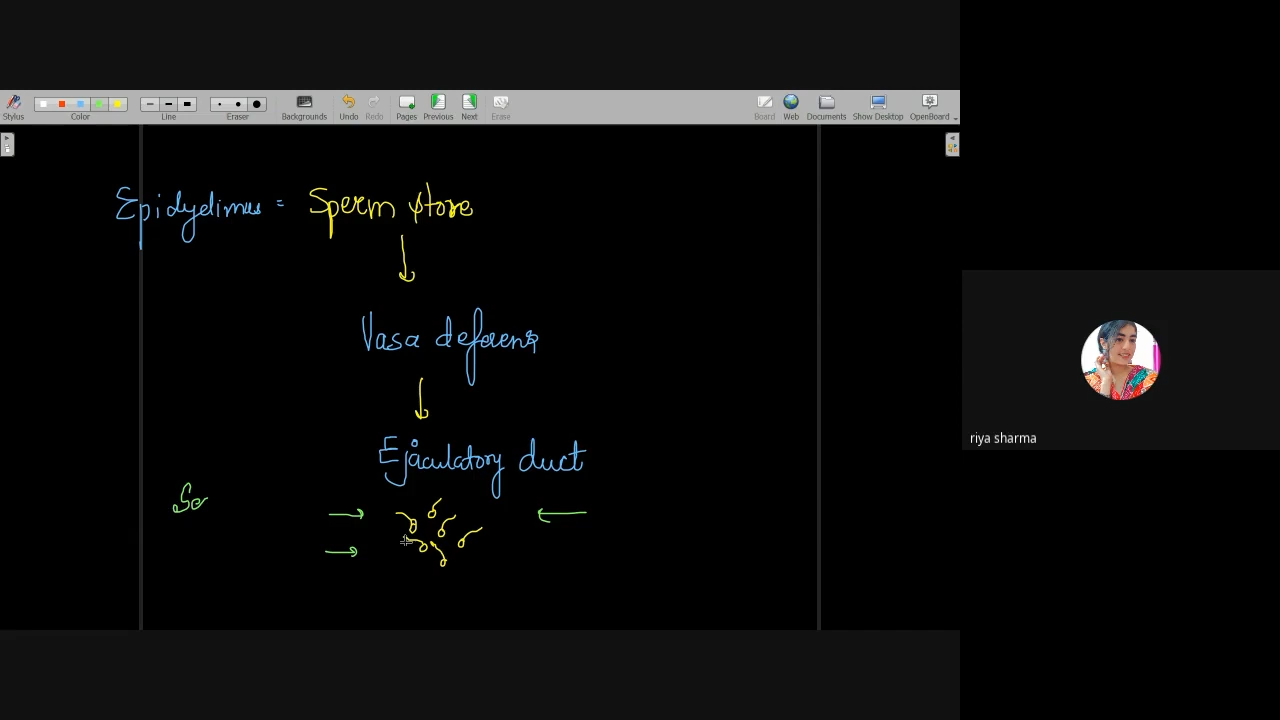 Stylus Color Line Eraser Backgrounds Undo Redo Pages Previous Next Erase Board Web Documents Show Desktop OpenBoard
Epidydimus = Sperm store
Vasa deferens
Ejaculatory duct
Se
riya sharma